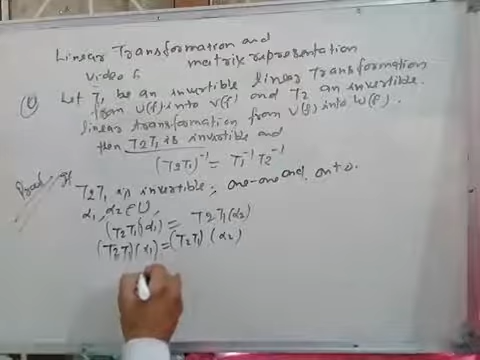 Linear Transformation and
matrix representation
Video 6
Let T₁ be an invertible linear Transformation
from U(F) into V(F) and T₂ an invertible
linear transformation from V(F) into W(F).
then T₂T₁ is invertible and
(T₂T₁)⁻¹ = T₁⁻¹T₂⁻¹
Proof If T₂T₁ is invertible, one-one and onto.
α₁, α₂ ∈ U,
(T₂T₁)(α₁) = T₂T₁(α₂)
(T₂T₁)(α₁) = (T₂T₁)(α₂)